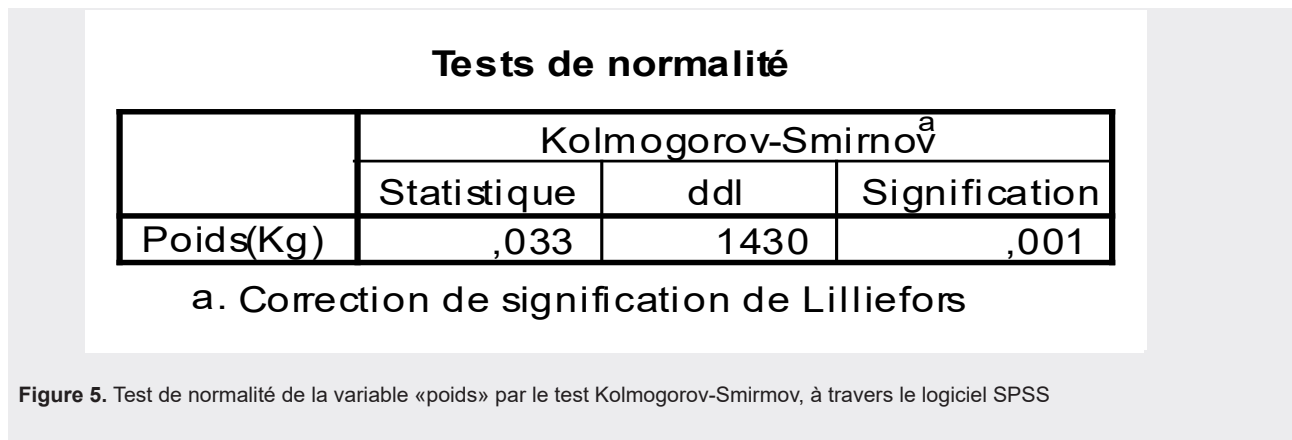 Tests de normalité
Kolmogorov-Smirnov a
Statistique ddl Signification
Poids(Kg) ,033 1430 ,001
a. Correction de signification de Lilliefors
Figure 5. Test de normalité de la variable «poids» par le test Kolmogorov-Smirmov, à travers le logiciel SPSS